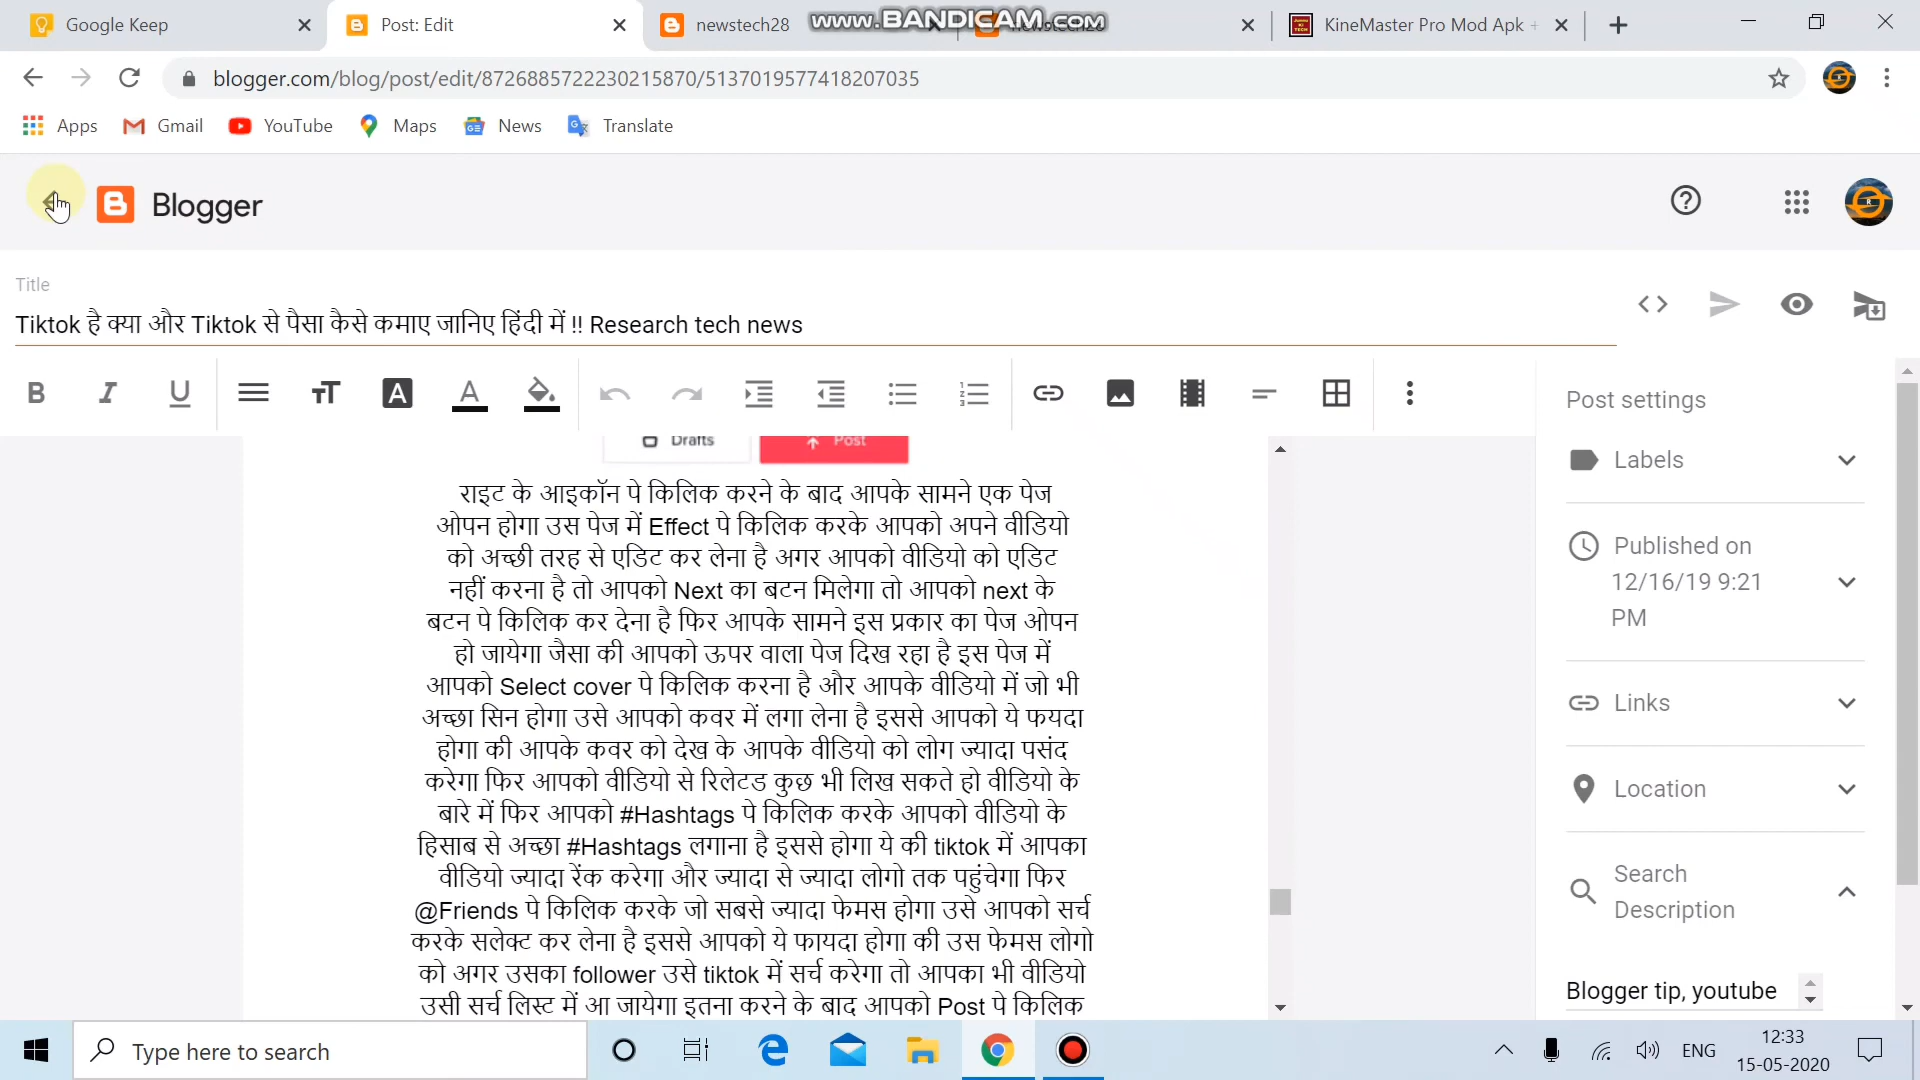 Google Keep
Post: Edit
newstech28
www.BANDICAM.com
newstech28
KineMaster Pro Mod Apk +
blogger.com/blog/post/edit/8726885722230215870/5137019577418207035
Apps
Gmail
YouTube
Maps
News
Translate
Blogger
Title
Tiktok है क्या और Tiktok से पैसा कैसे कमाए जानिए हिंदी में !! Research tech news
Post settings
Drafts
Post
राइट के आइकॉन पे किलिक करने के बाद आपके सामने एक पेज
ओपन होगा उस पेज में Effect पे किलिक करके आपको अपने वीडियो
को अच्छी तरह से एडिट कर लेना है अगर आपको वीडियो को एडिट
नहीं करना है तो आपको Next का बटन मिलेगा तो आपको next के
बटन पे किलिक कर देना है फिर आपके सामने इस प्रकार का पेज ओपन
हो जायेगा जैसा की आपको ऊपर वाला पेज दिख रहा है इस पेज में
आपको Select cover पे किलिक करना है और आपके वीडियो में जो भी
अच्छा सिन होगा उसे आपको कवर में लगा लेना है इससे आपको ये फयदा
होगा की आपके कवर को देख के आपके वीडियो को लोग ज्यादा पसंद
करेगा फिर आपको वीडियो से रिलेटड कुछ भी लिख सकते हो वीडियो के
बारे में फिर आपको #Hashtags पे किलिक करके आपको वीडियो के
हिसाब से अच्छा #Hashtags लगाना है इससे होगा ये की tiktok में आपका
वीडियो ज्यादा रेंक करेगा और ज्यादा से ज्यादा लोगो तक पहुंचेगा फिर
@Friends पे किलिक करके जो सबसे ज्यादा फेमस होगा उसे आपको सर्च
करके सलेक्ट कर लेना है इससे आपको ये फायदा होगा की उस फेमस लोगो
को अगर उसका follower उसे tiktok में सर्च करेगा तो आपका भी वीडियो
उसी सर्च लिस्ट में आ जायेगा इतना करने के बाद आपको Post पे किलिक
Labels
Published on
12/16/19 9:21
PM
Links
Location
Search
Description
Blogger tip, youtube
Type here to search
ENG
12:33
15-05-2020